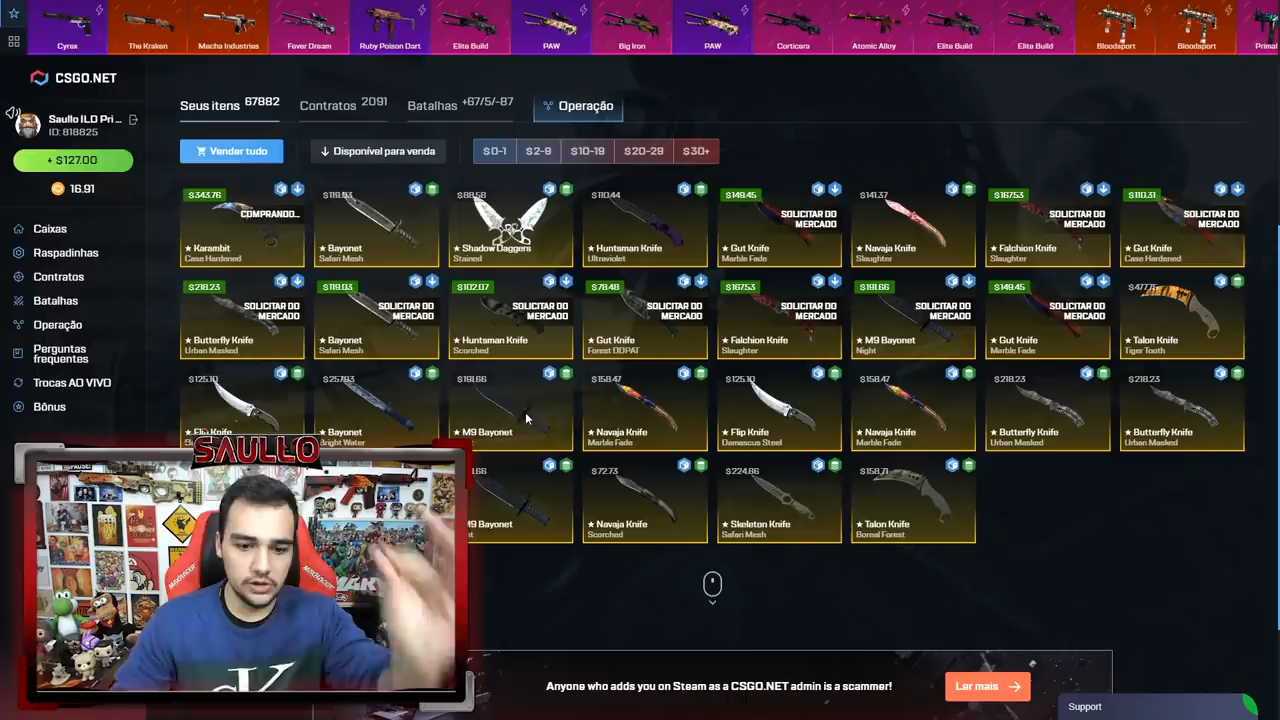 Cyrex
The Kraken
Mecha Industries
Fever Dream
Ruby Poison Dart
Elite Build
PAW
Big Iron
PAW
Corticera
Atomic Alloy
Elite Build
Elite Build
Bloodsport
Bloodsport
Primal
CSGO.NET
Saullo ILD Pri ...
ID: 818825
+ $127.00
16.91
Caixas
Raspadinhas
Contratos
Batalhas
Operação
Perguntas
frequentes
Trocas AO VIVO
Bônus
Seus itens 67882
Contratos 2091
Batalhas +67/5/-87
Operação
Vender tudo
Disponível para venda
$0-1
$2-9
$10-19
$20-29
$30+
$343.76
COMPRANDO...
★ Karambit
Case Hardened
$119.03
★ Bayonet
Safari Mesh
$88.58
★ Shadow Daggers
Stained
$110.44
★ Huntsman Knife
Ultraviolet
$149.45
SOLICITAR DO
MERCADO
★ Gut Knife
Marble Fade
$141.37
★ Navaja Knife
Slaughter
$167.53
SOLICITAR DO
MERCADO
★ Falchion Knife
Slaughter
$110.31
SOLICITAR DO
MERCADO
★ Gut Knife
Case Hardened
$218.23
SOLICITAR DO
MERCADO
★ Butterfly Knife
Urban Masked
$119.03
SOLICITAR DO
MERCADO
★ Bayonet
Safari Mesh
$102.07
SOLICITAR DO
MERCADO
★ Huntsman Knife
Scorched
$78.48
SOLICITAR DO
MERCADO
★ Gut Knife
Forest DDPAT
$167.53
SOLICITAR DO
MERCADO
★ Falchion Knife
Slaughter
$191.66
SOLICITAR DO
MERCADO
★ M9 Bayonet
Night
$149.45
SOLICITAR DO
MERCADO
★ Gut Knife
Marble Fade
★ Talon Knife
Tiger Tooth
$125.10
★ Flip Knife
$257.93
★ Bayonet
Bright Water
$191.66
★ M9 Bayonet
$158.47
★ Navaja Knife
Marble Fade
$125.10
★ Flip Knife
Damascus Steel
$158.47
★ Navaja Knife
Marble Fade
$218.23
★ Butterfly Knife
Urban Masked
$218.23
★ Butterfly Knife
Urban Masked
M9 Bayonet
$72.73
★ Navaja Knife
Scorched
$224.86
★ Skeleton Knife
Safari Mesh
$158.71
★ Talon Knife
Boreal Forest
SAULLO
Anyone who adds you on Steam as a CSGO.NET admin is a scammer!
Ler mais
Support